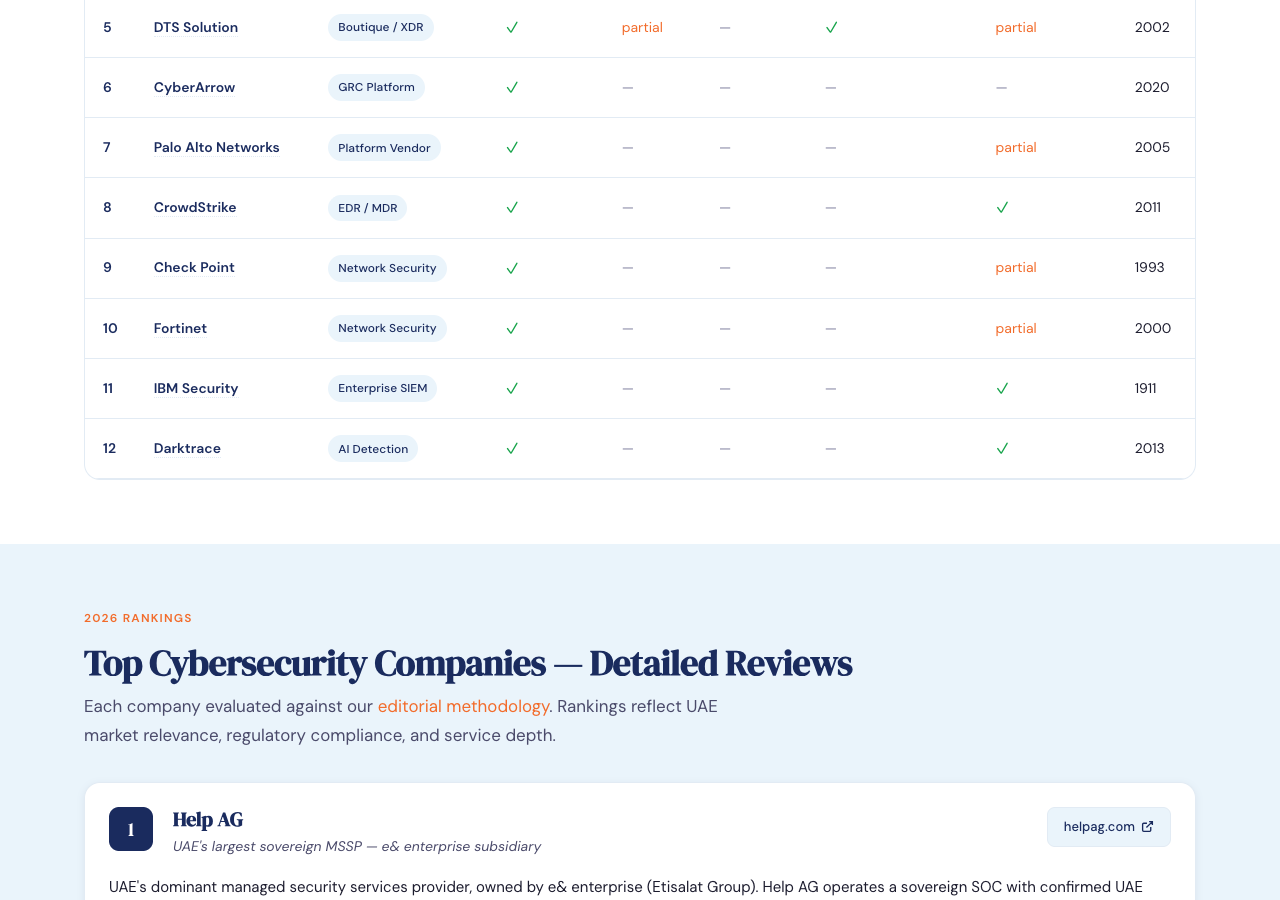 5 DTS Solution Boutique / XDR ✓ partial — ✓ partial 2002
6 CyberArrow GRC Platform ✓ — — — — 2020
7 Palo Alto Networks Platform Vendor ✓ — — — partial 2005
8 CrowdStrike EDR / MDR ✓ — — — ✓ 2011
9 Check Point Network Security ✓ — — — partial 1993
10 Fortinet Network Security ✓ — — — partial 2000
11 IBM Security Enterprise SIEM ✓ — — — ✓ 1911
12 Darktrace AI Detection ✓ — — — ✓ 2013
2026 RANKINGS
Top Cybersecurity Companies — Detailed Reviews
Each company evaluated against our editorial methodology. Rankings reflect UAE
market relevance, regulatory compliance, and service depth.
1 Help AG helpag.com
UAE's largest sovereign MSSP — e& enterprise subsidiary
UAE's dominant managed security services provider, owned by e& enterprise (Etisalat Group). Help AG operates a sovereign SOC with confirmed UAE